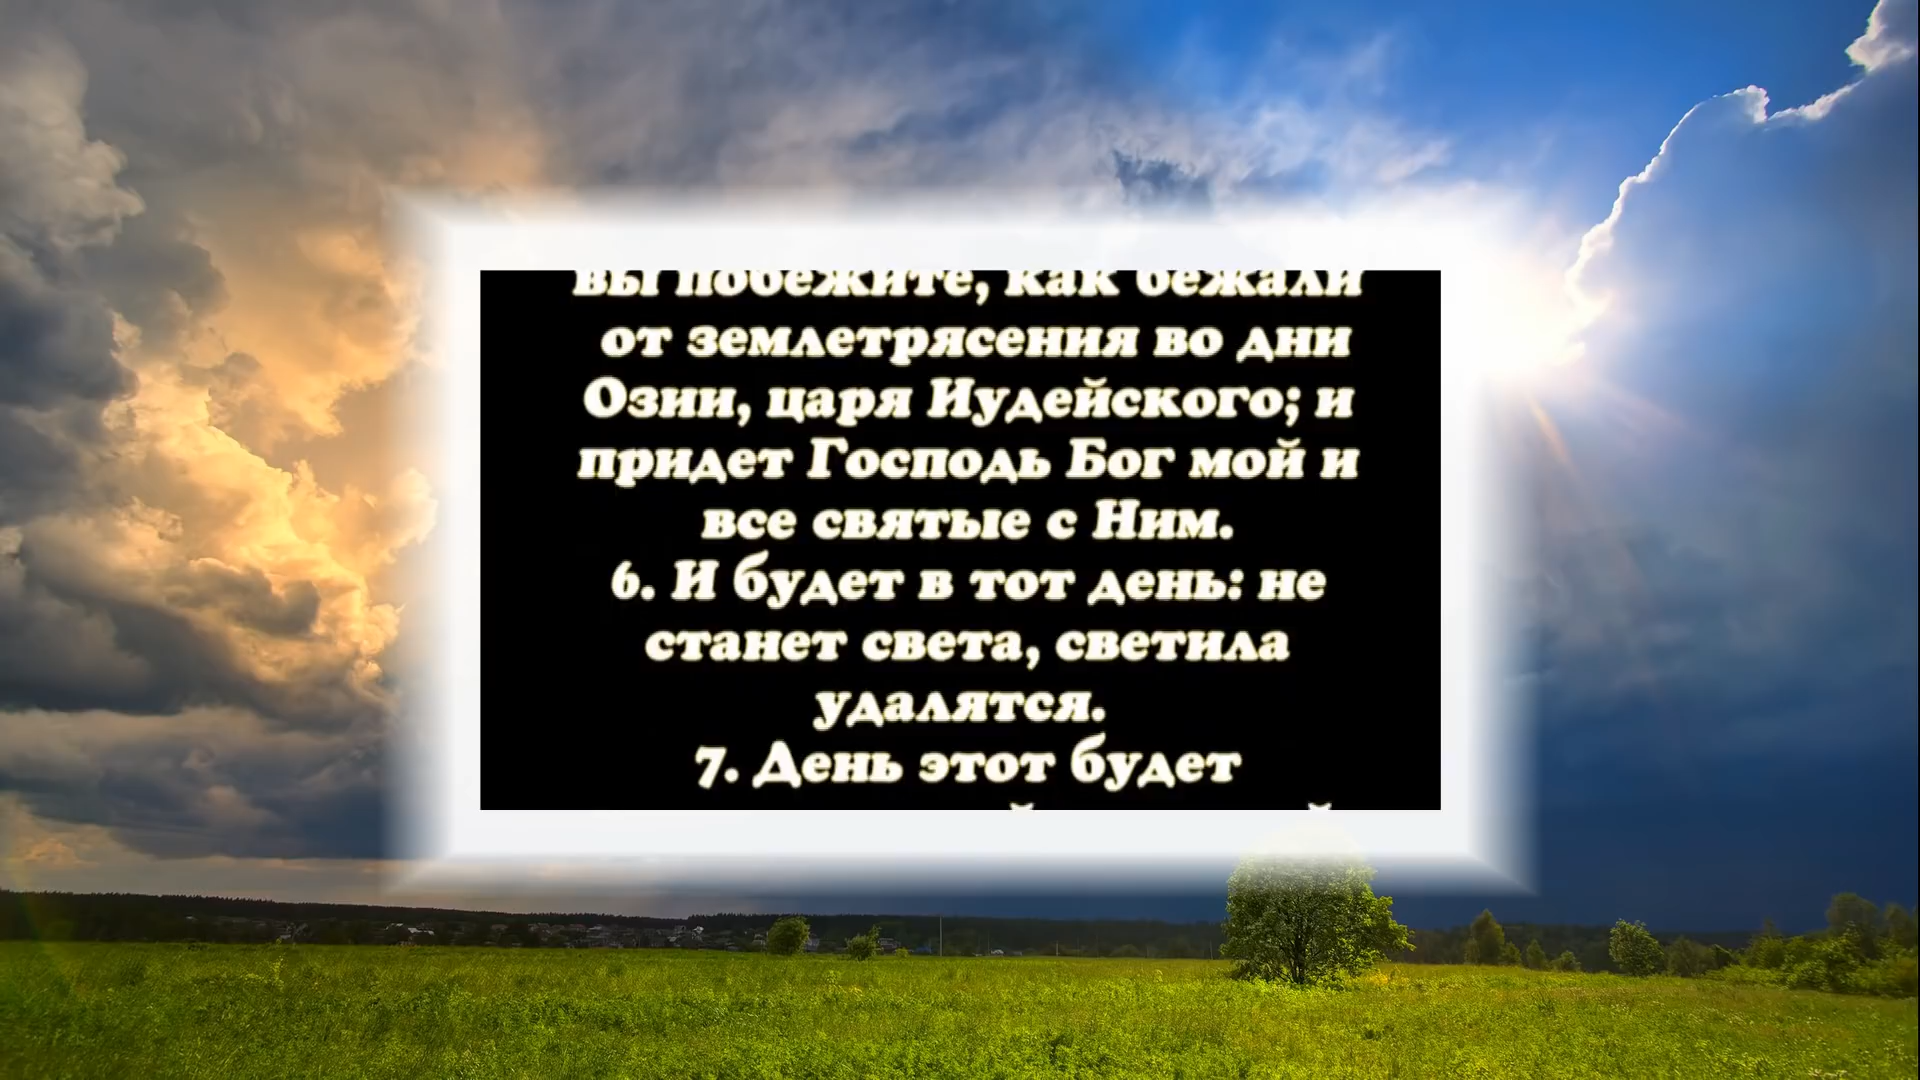 вы побежите, как бежали
от землетрясения во дни
Озии, царя Иудейского; и
придет Господь Бог мой и
все святые с Ним.
6. И будет в тот день: не
станет света, светила
удалятся.
7. День этот будет